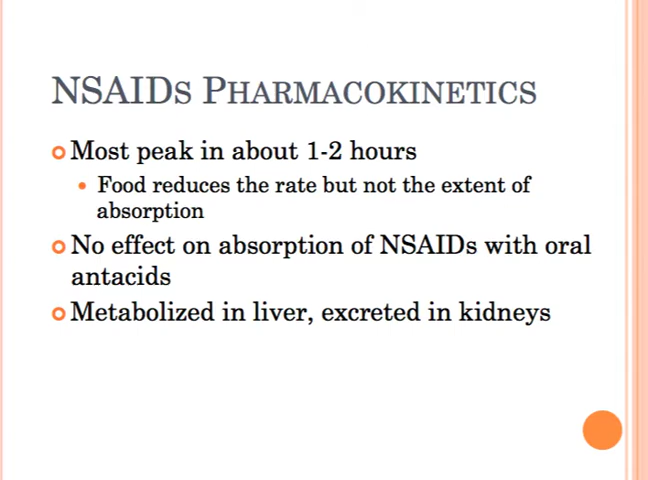 NSAIDs Pharmacokinetics
Most peak in about 1-2 hours
Food reduces the rate but not the extent of
absorption
No effect on absorption of NSAIDs with oral
antacids
Metabolized in liver, excreted in kidneys